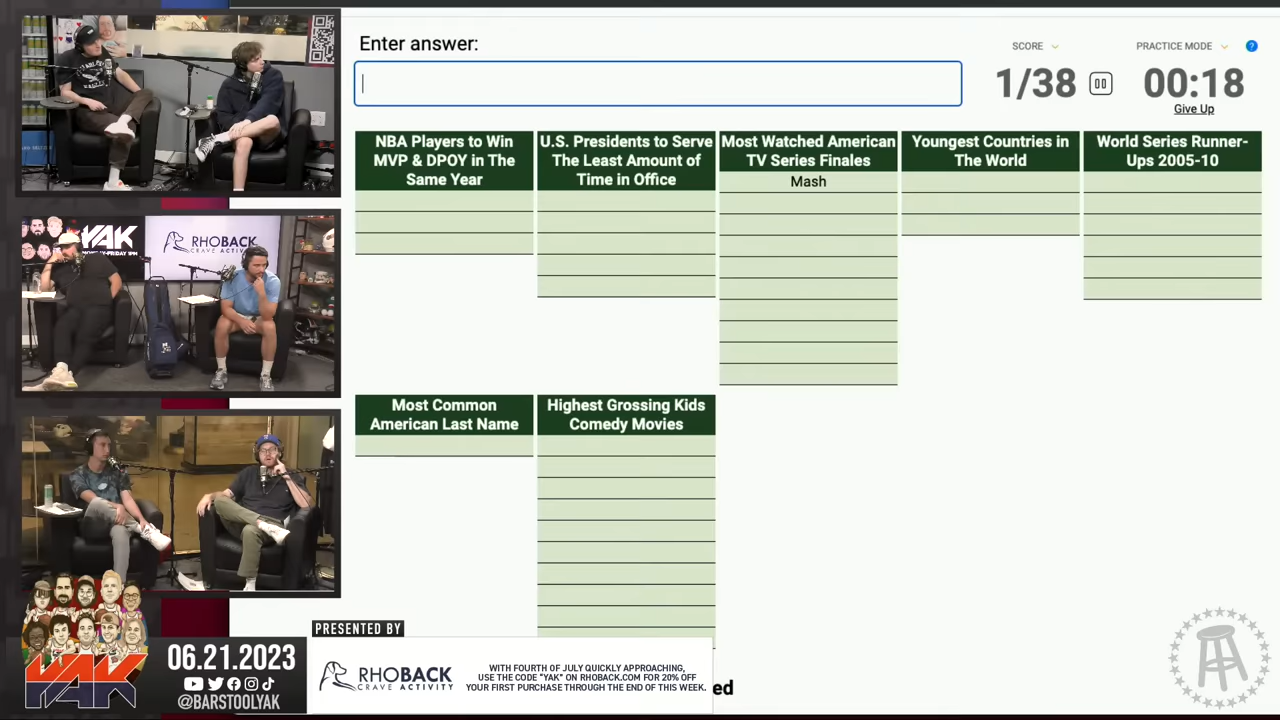 Enter answer:
SCORE
1/38
PRACTICE MODE
?
00:18
Give Up
NBA Players to Win
MVP & DPOY in The
Same Year
U.S. Presidents to Serve
The Least Amount of
Time in Office
Most Watched American
TV Series Finales
Mash
Youngest Countries in
The World
World Series Runner-
Ups 2005-10
Most Common
American Last Name
Highest Grossing Kids
Comedy Movies
YAK
RHOBACK
CRAVE ACTIVITY
PRESENTED BY
YAK
06.21.2023
@BARSTOOLYAK
RHOBACK
CRAVE ACTIVITY
WITH FOURTH OF JULY QUICKLY APPROACHING,
USE THE CODE "YAK" ON RHOBACK.COM FOR 20% OFF
YOUR FIRST PURCHASE THROUGH THE END OF THIS WEEK.
ed